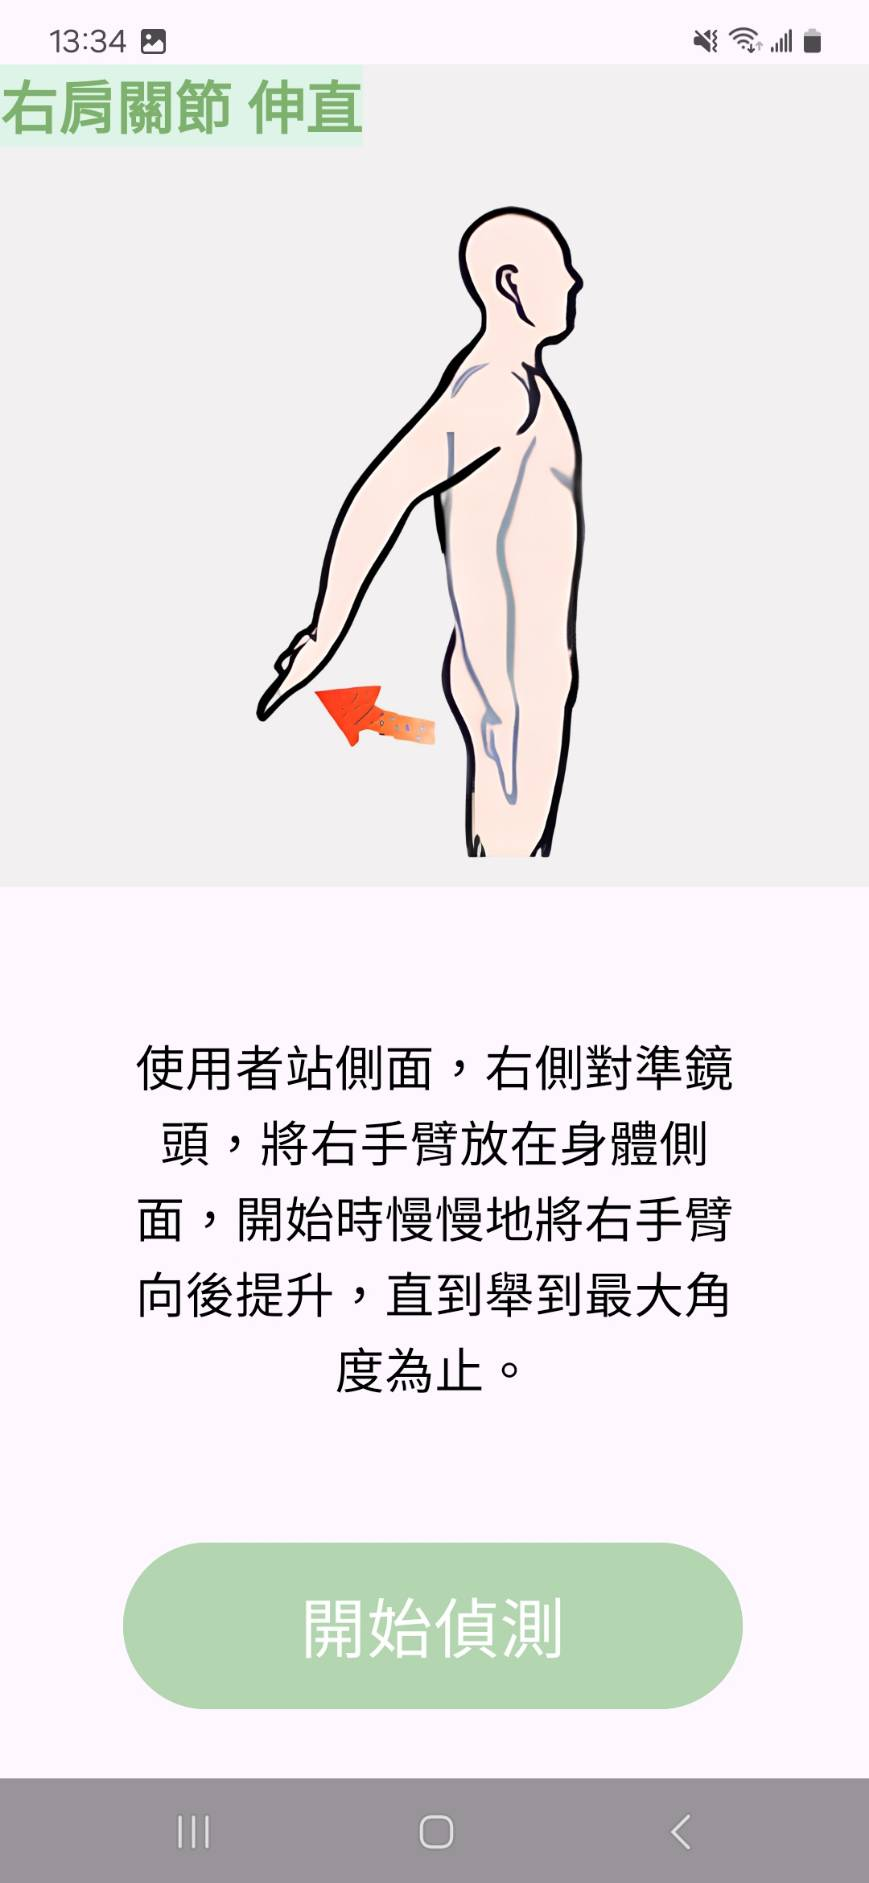 13:34
右肩關節 伸直
使用者站側面，右側對準鏡
頭，將右手臂放在身體側
面，開始時慢慢地將右手臂
向後提升，直到舉到最大角
度為止。
開始偵測